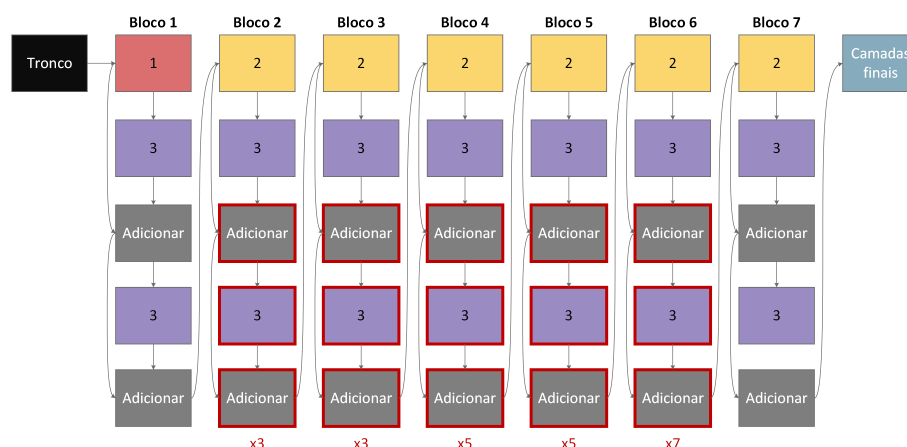 Bloco 1 Bloco 2 Bloco 3 Bloco 4 Bloco 5 Bloco 6 Bloco 7
Tronco 1 2 2 2 2 2 2 Camadas
finais
3 3 3 3 3 3 3
Adicionar Adicionar Adicionar Adicionar Adicionar Adicionar Adicionar
3 3 3 3 3 3 3
Adicionar Adicionar Adicionar Adicionar Adicionar Adicionar Adicionar
x3 x3 x5 x5 x7